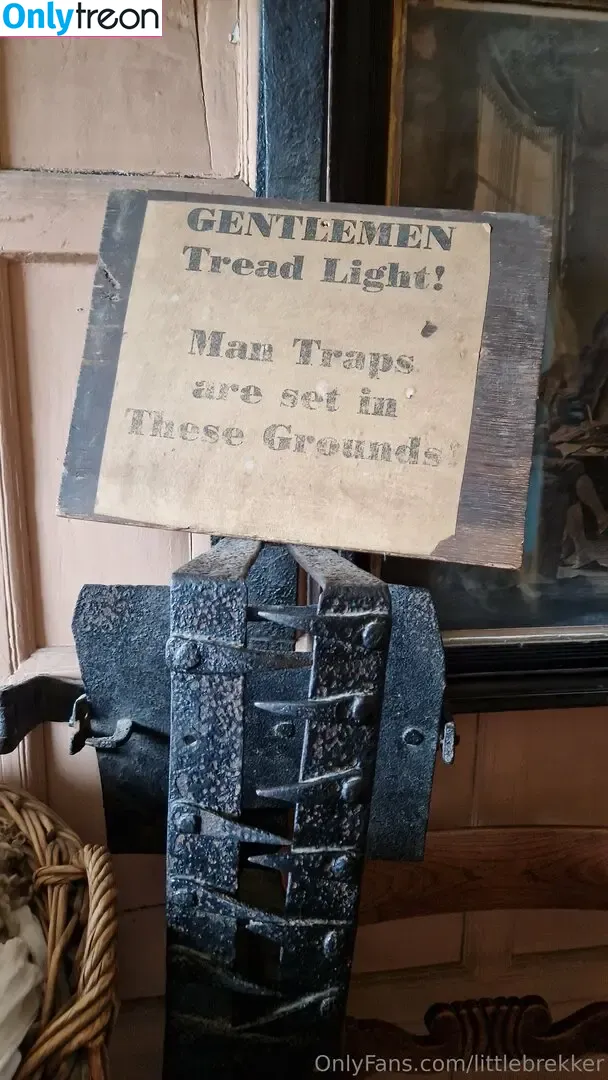 Onlytreon
GENTLEMEN
Tread Light!
Man Traps
are set in
These Grounds!
OnlyFans.com/littlebrekker